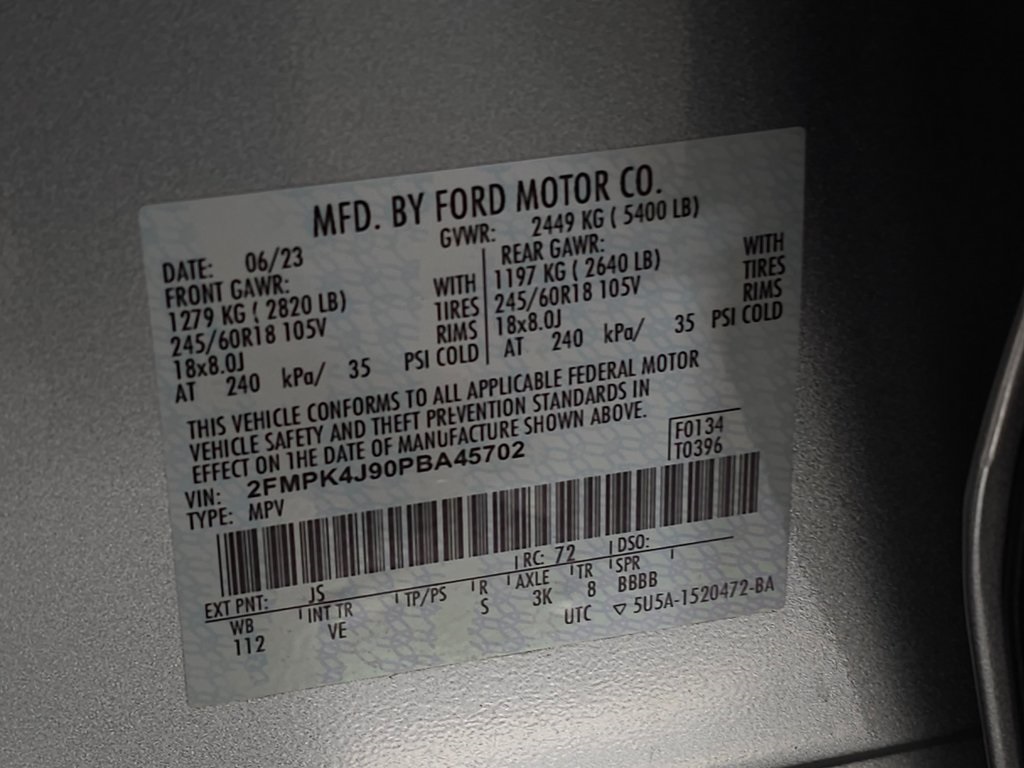 MFD. BY FORD MOTOR CO.
DATE: 06/23 GVWR: 2449 KG ( 5400 LB)
FRONT GAWR: REAR GAWR:
1279 KG ( 2820 LB) WITH 1197 KG ( 2640 LB) WITH
245/60R18 105V TIRES 245/60R18 105V TIRES
18x8.0J RIMS 18x8.0J RIMS
AT 240 kPa/ 35 PSI COLD AT 240 kPa/ 35 PSI COLD
THIS VEHICLE CONFORMS TO ALL APPLICABLE FEDERAL MOTOR
VEHICLE SAFETY AND THEFT PREVENTION STANDARDS IN
EFFECT ON THE DATE OF MANUFACTURE SHOWN ABOVE.
VIN: 2FMPK4J90PBA45702 F0134
TYPE: MPV T0396
EXT PNT: JS RC: 72 DSO:
WB INT TR TP/PS R AXLE TR SPR
112 VE S 3K 8 BBBB
UTC ▽ 5U5A-1520472-BA